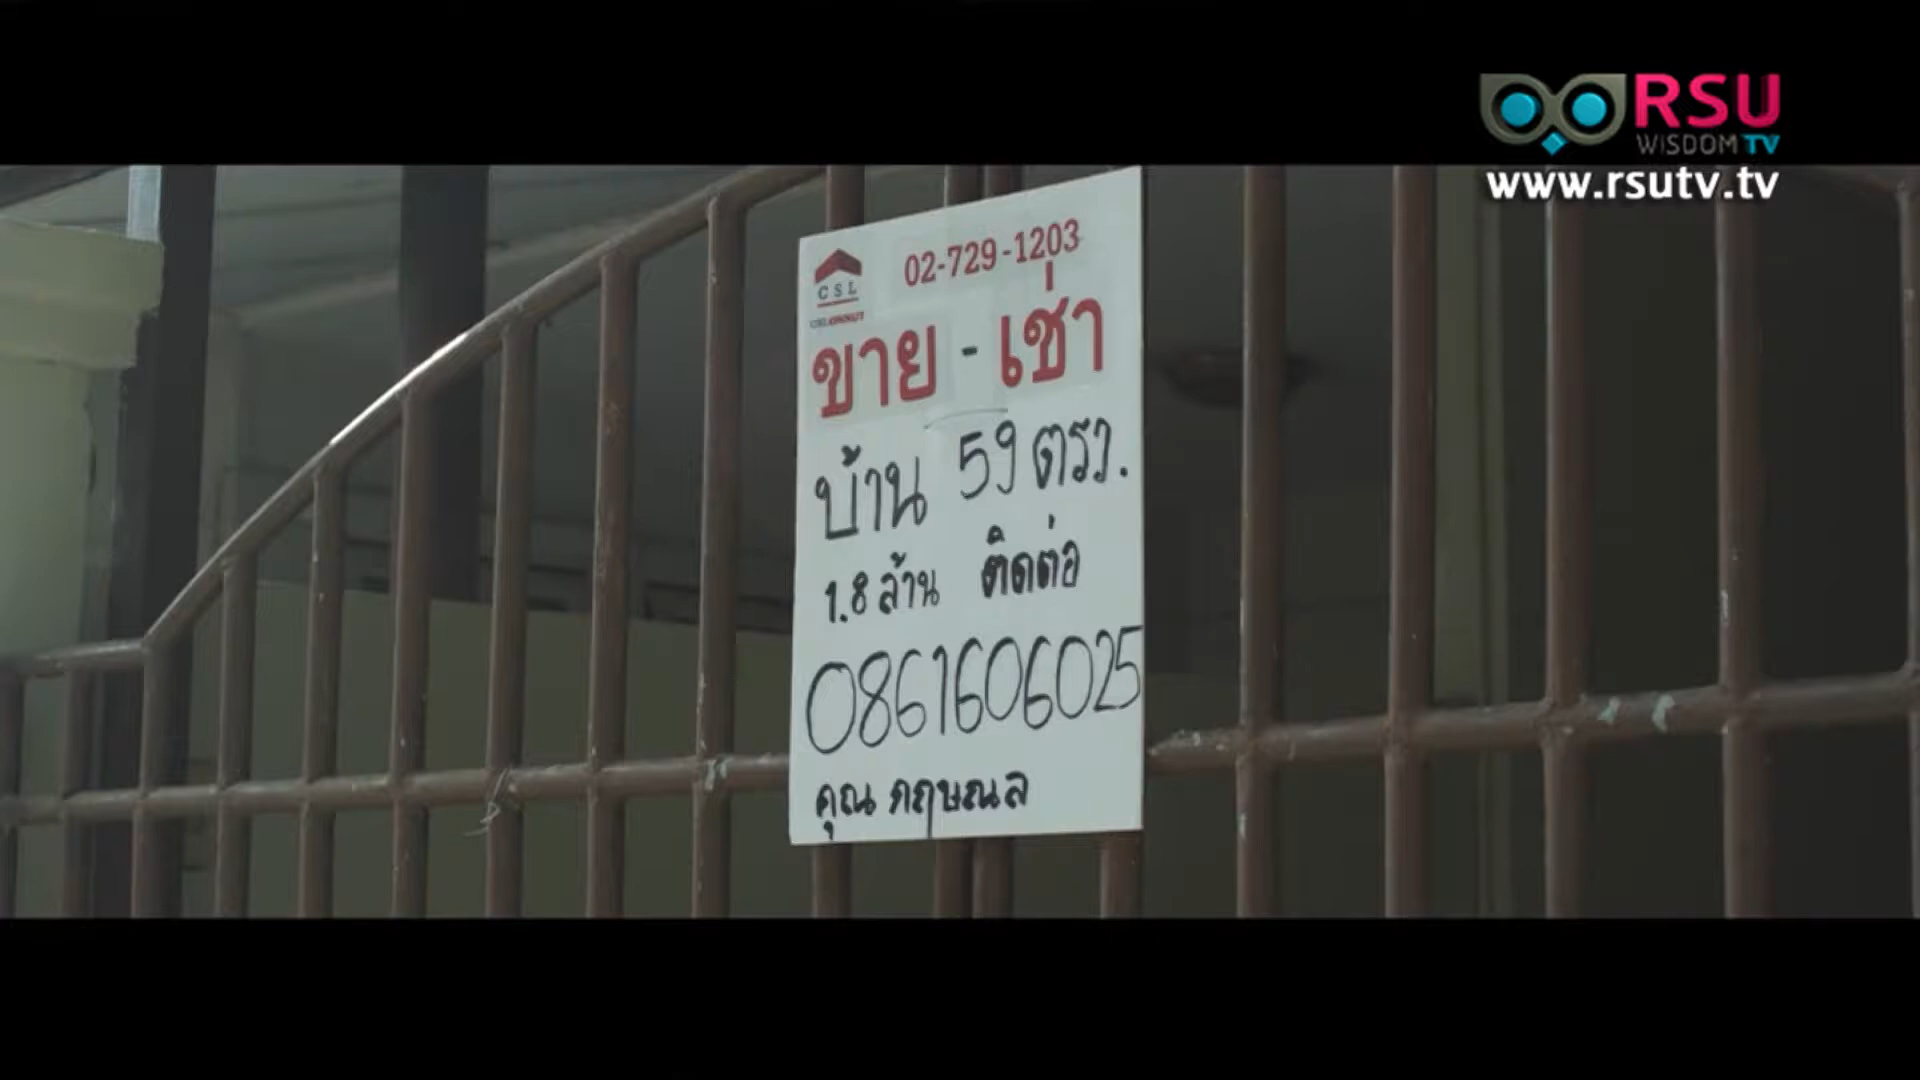 RSU
WISDOM TV
www.rsutv.tv
02-729-1203
CSL
ขาย - เช่า
บ้าน 59 ตรว.
1.8 ล้าน ติดต่อ
0861606025
คุณ กฤษณล